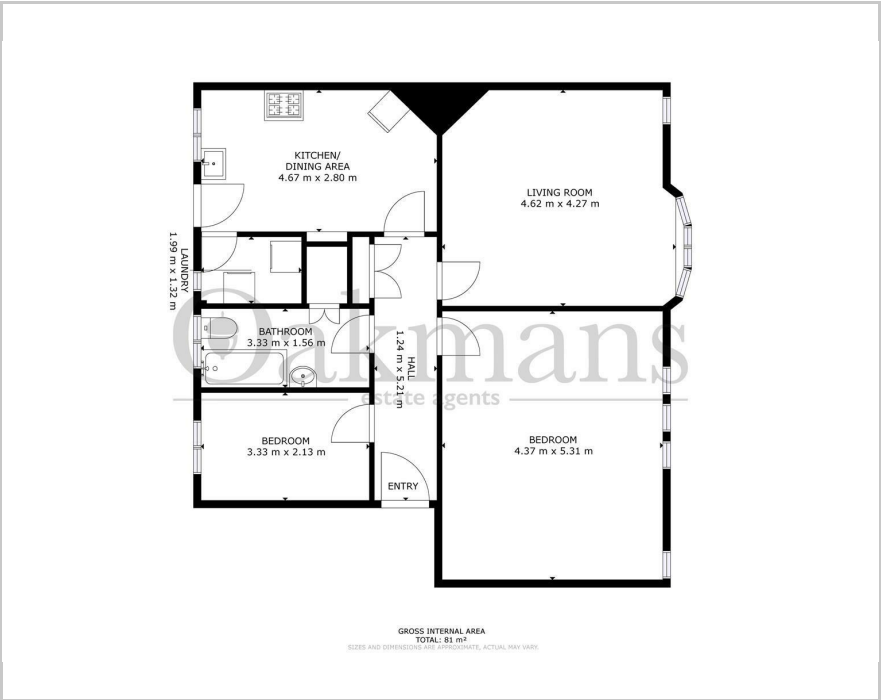 KITCHEN/
DINING AREA
4.67 m x 2.80 m
LIVING ROOM
4.62 m x 4.27 m
LAUNDRY
1.99 m x 1.32 m
BATHROOM
3.33 m x 1.56 m
HALL
1.24 m x 5.21 m
Oakmans
estate agents
BEDROOM
3.33 m x 2.13 m
BEDROOM
4.37 m x 5.31 m
ENTRY
GROSS INTERNAL AREA
TOTAL: 81 m²
SIZES AND DIMENSIONS ARE APPROXIMATE, ACTUAL MAY VARY.